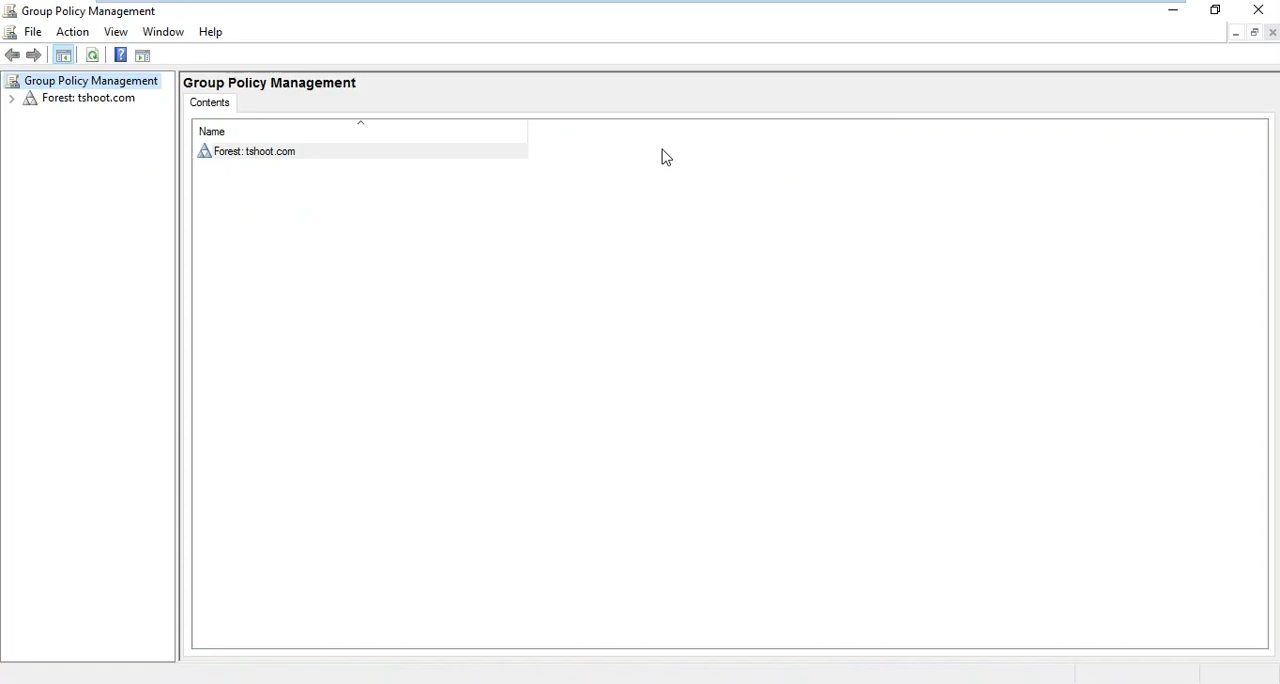 Group Policy Management
File Action View Window Help
Group Policy Management
Forest: tshoot.com
Group Policy Management
Contents
Name
Forest: tshoot.com